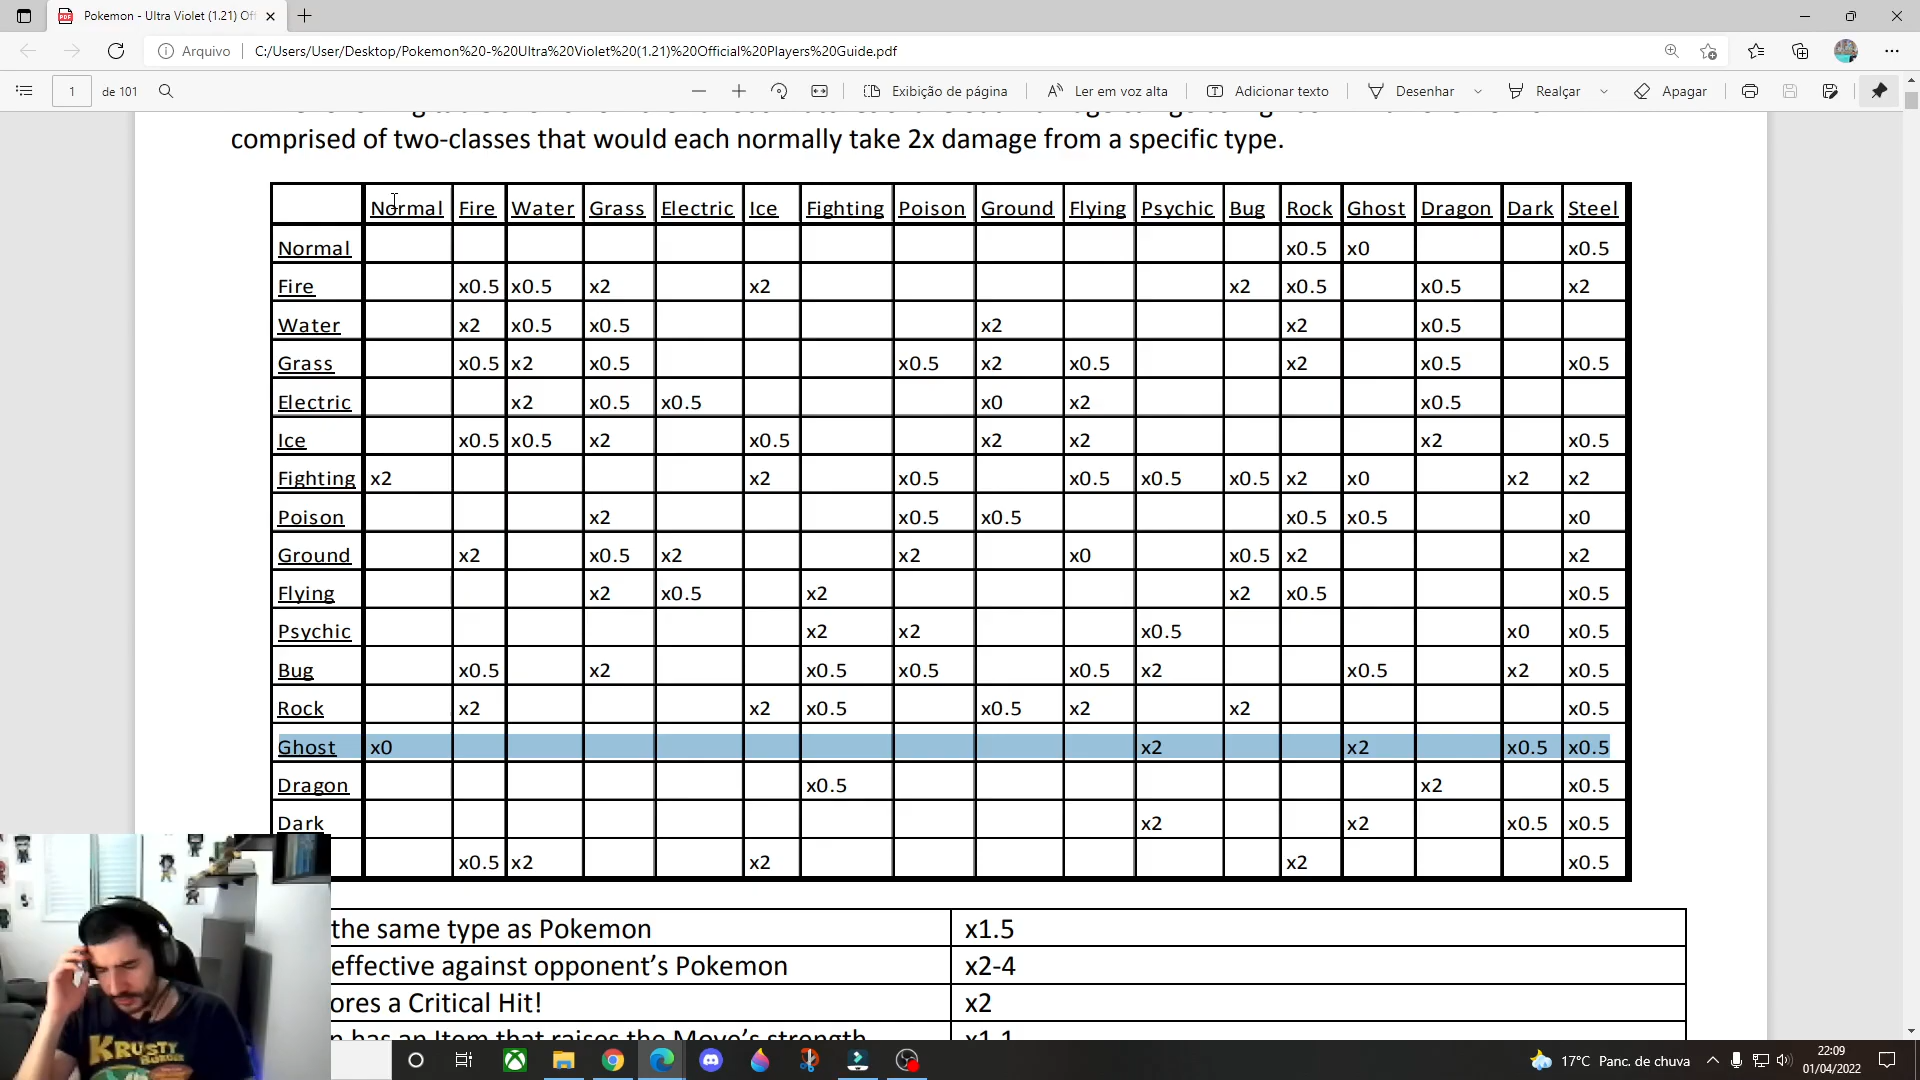 Pokemon - Ultra Violet (1.21) Of
Arquivo C:/Users/User/Desktop/Pokemon%20-%20Ultra%20Violet%20(1.21)%20Official%20Players%20Guide.pdf
1 de 101 Exibição de página Ler em voz alta Adicionar texto Desenhar Realçar Apagar
comprised of two-classes that would each normally take 2x damage from a specific type.
Normal Fire Water Grass Electric Ice Fighting Poison Ground Flying Psychic Bug Rock Ghost Dragon Dark Steel
Normal x0.5 x0 x0.5
Fire x0.5 x0.5 x2 x2 x2 x0.5 x0.5 x2
Water x2 x0.5 x0.5 x2 x2 x0.5
Grass x0.5 x2 x0.5 x0.5 x2 x0.5 x2 x0.5 x0.5
Electric x2 x0.5 x0.5 x0 x2 x0.5
Ice x0.5 x0.5 x2 x0.5 x2 x2 x2 x0.5
Fighting x2 x2 x0.5 x0.5 x0.5 x0.5 x2 x0 x2 x2
Poison x2 x0.5 x0.5 x0.5 x0.5 x0
Ground x2 x0.5 x2 x2 x0 x0.5 x2 x2
Flying x2 x0.5 x2 x2 x0.5 x0.5
Psychic x2 x2 x0.5 x0 x0.5
Bug x0.5 x2 x0.5 x0.5 x0.5 x2 x0.5 x2 x0.5
Rock x2 x2 x0.5 x0.5 x2 x2 x0.5
Ghost x0 x2 x2 x0.5 x0.5
Dragon x0.5 x2 x0.5
Dark x2 x2 x0.5 x0.5
x0.5 x2 x2 x2 x0.5
the same type as Pokemon x1.5
effective against opponent's Pokemon x2-4
ores a Critical Hit! x2
n has an Item that raises the Move's strength x1.1
KRUSTY
17°C Panc. de chuva
22:09
01/04/2022